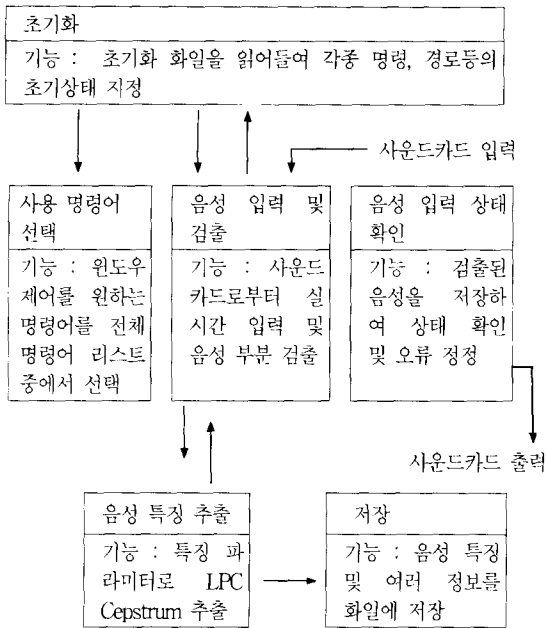 초기화
기능 : 초기화 화일을 읽어들여 각종 명령, 경로등의
초기상태 지정
사운드카드 입력
사용 명령어
선택
기능 : 윈도우
제어를 원하는
명령어를 전체
명령어 리스트
중에서 선택
음성 입력 및
검출
기능 : 사운드
카드로부터 실
시간 입력 및
음성 부분 검출
음성 입력 상태
확인
기능 : 검출된
음성을 저장하
여 상태 확인
및 오류 정정
사운드카드 출력
음성 특징 추출
기능 : 특징 파
라미터로 LPC
Cepstrum 추출
저장
기능 : 음성 특징
및 여러 정보를
화일에 저장